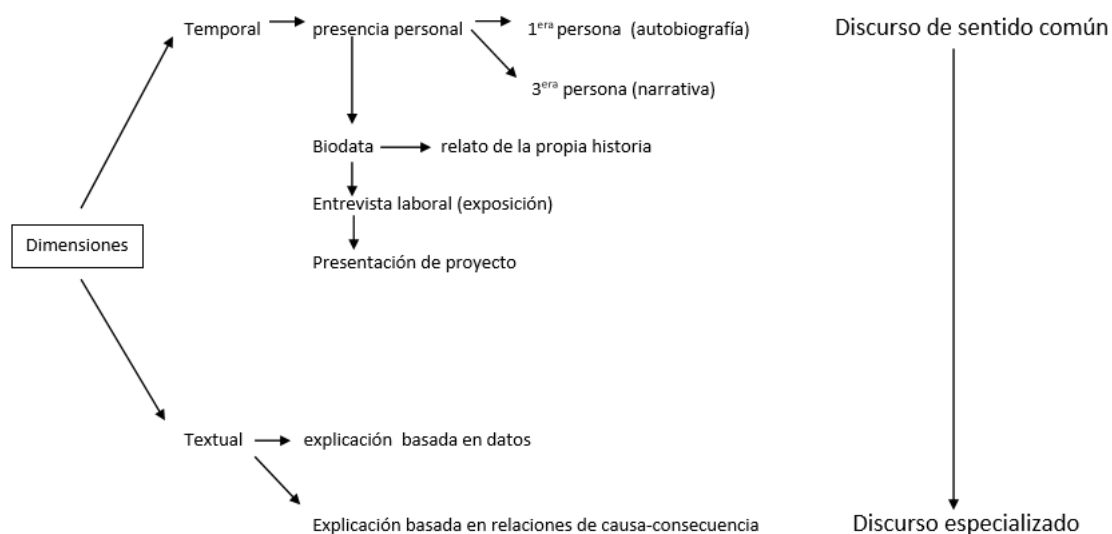 Temporal
presencia personal
1era persona (autobiografía)
Discurso de sentido común
3era persona (narrativa)
Biodata
relato de la propia historia
Entrevista laboral (exposición)
Dimensiones
Presentación de proyecto
Textual
explicación basada en datos
Explicación basada en relaciones de causa-consecuencia
Discurso especializado